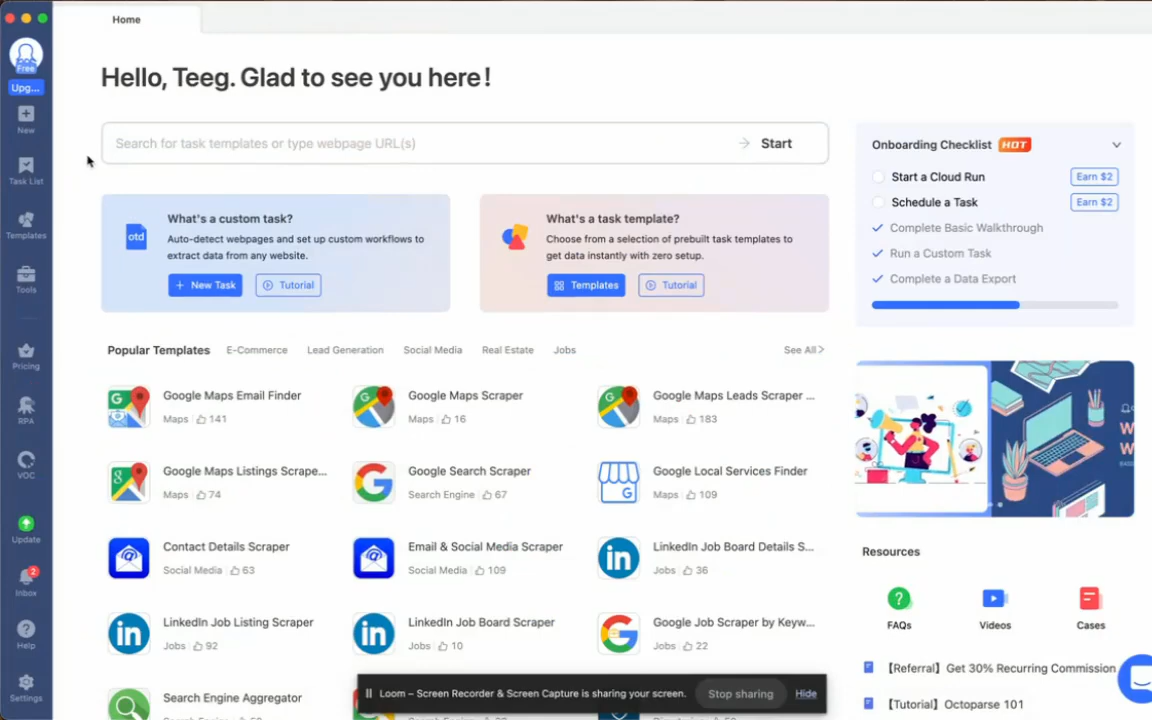 Home
Free
Upg...
New
Task List
Templates
Tools
Pricing
RPA
VOC
Update
2
Inbox
Help
Settings
Hello, Teeg. Glad to see you here!
Search for task templates or type webpage URL(s)
Start
otd
What's a custom task?
Auto-detect webpages and set up custom workflows to
extract data from any website.
New Task
Tutorial
What's a task template?
Choose from a selection of prebuilt task templates to
get data instantly with zero setup.
Templates
Tutorial
Popular Templates E-Commerce Lead Generation Social Media Real Estate Jobs See All
Google Maps Email Finder
Maps 141
Google Maps Scraper
Maps 16
Google Maps Leads Scraper ...
Maps 183
Google Maps Listings Scrape...
Maps 74
Google Search Scraper
Search Engine 67
Google Local Services Finder
Maps 109
Contact Details Scraper
Social Media 63
Email & Social Media Scraper
Social Media 109
LinkedIn Job Board Details S...
Jobs 36
LinkedIn Job Listing Scraper
Jobs 92
LinkedIn Job Board Scraper
Jobs 10
Google Job Scraper by Keyw...
Jobs 22
Search Engine Aggregator
Onboarding Checklist HOT
Start a Cloud Run Earn $2
Schedule a Task Earn $2
Complete Basic Walkthrough
Run a Custom Task
Complete a Data Export
Resources
FAQs
Videos
Cases
【Referral】Get 30% Recurring Commission
【Tutorial】Octoparse 101
Loom – Screen Recorder & Screen Capture is sharing your screen. Stop sharing Hide